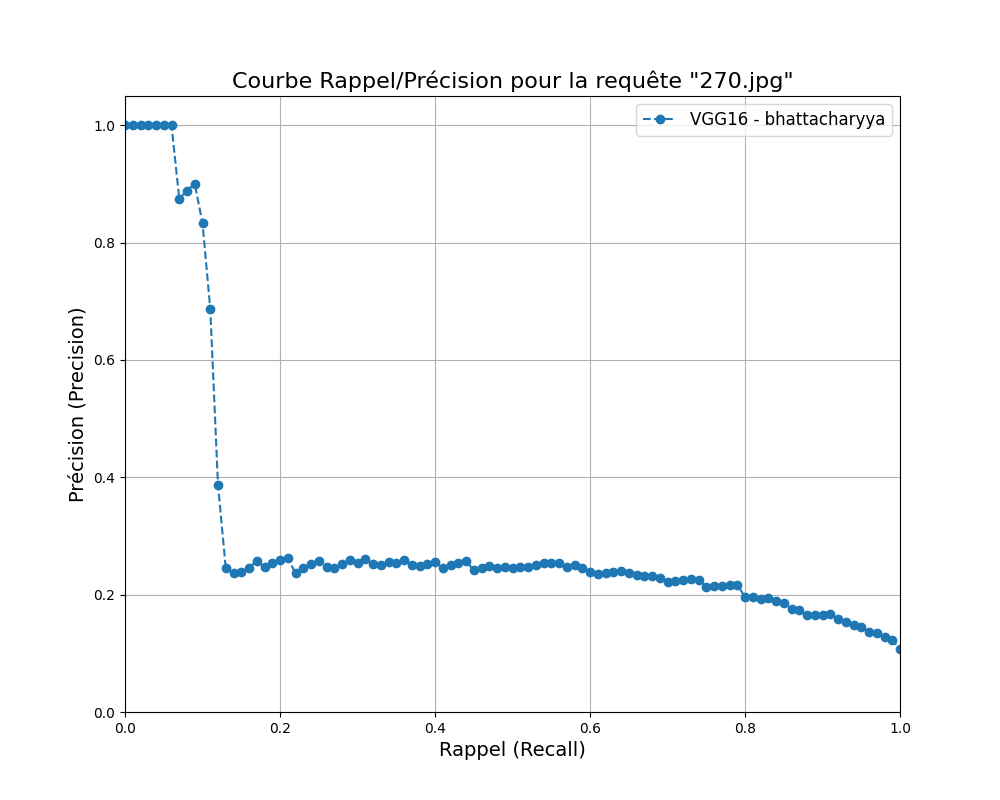 Courbe Rappel/Précision pour la requête "270.jpg"
VGG16 - bhattacharyya
1.0
0.8
0.6
0.4
0.2
0.0
Précision (Precision)
0.0 0.2 0.4 0.6 0.8 1.0
Rappel (Recall)